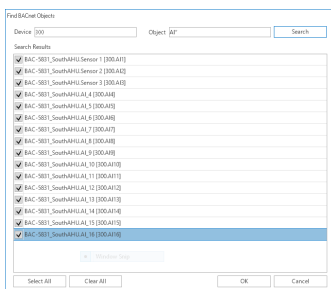 Find BACnet Objects
Device 300 Object AI* Search
Search Results
BAC-5831_SouthAHU.Sensor 1 [300.AI1]
BAC-5831_SouthAHU.Sensor 2 [300.AI2]
BAC-5831_SouthAHU.Sensor 3 [300.AI3]
BAC-5831_SouthAHU.AI_4 [300.AI4]
BAC-5831_SouthAHU.AI_5 [300.AI5]
BAC-5831_SouthAHU.AI_6 [300.AI6]
BAC-5831_SouthAHU.AI_7 [300.AI7]
BAC-5831_SouthAHU.AI_8 [300.AI8]
BAC-5831_SouthAHU.AI_9 [300.AI9]
BAC-5831_SouthAHU.AI_10 [300.AI10]
BAC-5831_SouthAHU.AI_11 [300.AI11]
BAC-5831_SouthAHU.AI_12 [300.AI12]
BAC-5831_SouthAHU.AI_13 [300.AI13]
BAC-5831_SouthAHU.AI_14 [300.AI14]
BAC-5831_SouthAHU.AI_15 [300.AI15]
BAC-5831_SouthAHU.AI_16 [300.AI16]
Window Snip
Select All Clear All OK Cancel